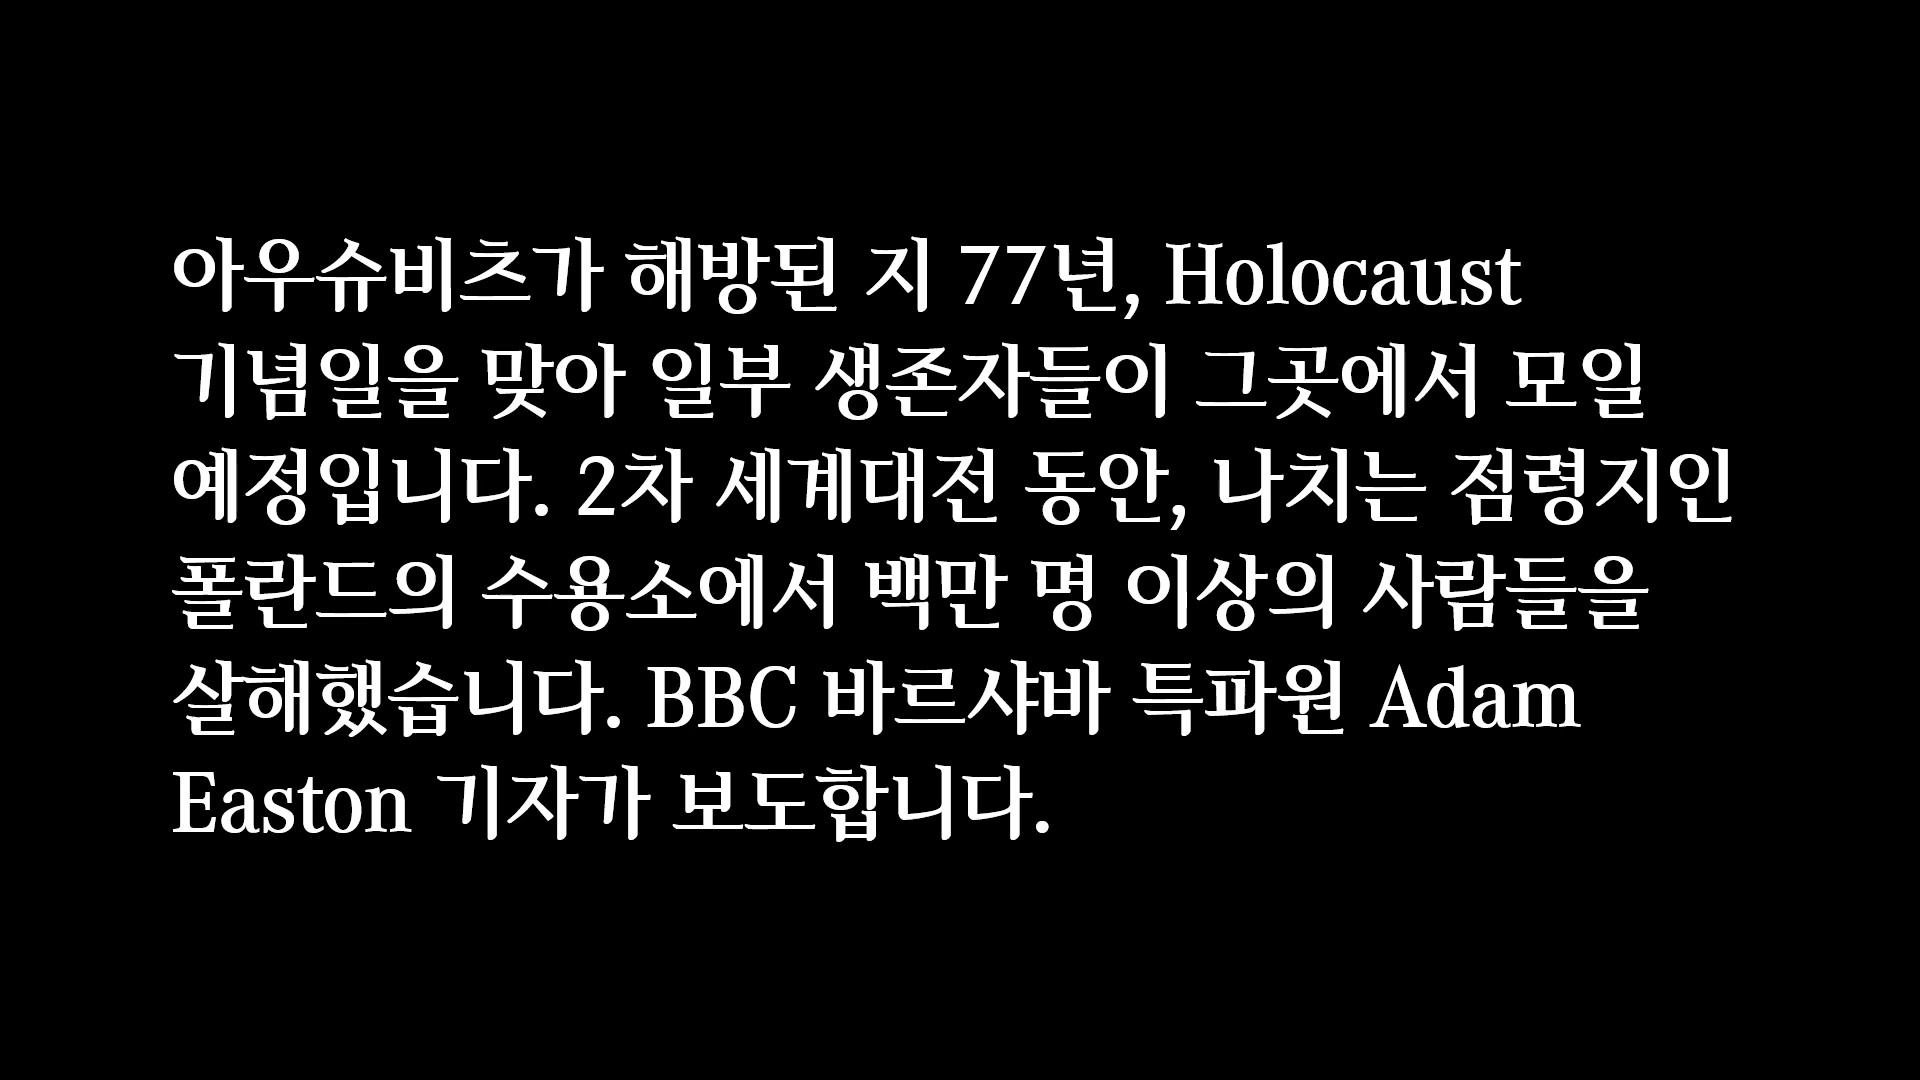 아우슈비츠가 해방된 지 77년, Holocaust
기념일을 맞아 일부 생존자들이 그곳에서 모일
예정입니다. 2차 세계대전 동안, 나치는 점령지인
폴란드의 수용소에서 백만 명 이상의 사람들을
살해했습니다. BBC 바르샤바 특파원 Adam
Easton 기자가 보도합니다.